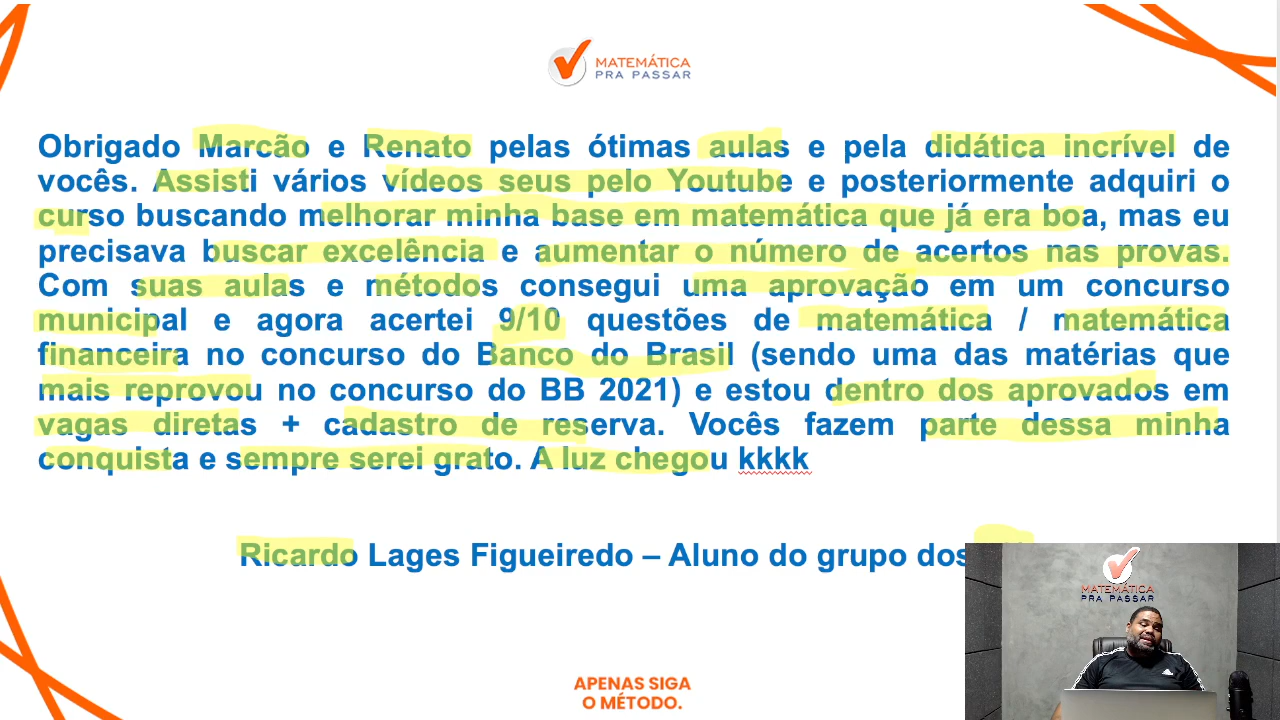 MATEMÁTICA
PRA PASSAR
Obrigado Marcão e Renato pelas ótimas aulas e pela didática incrível de
vocês. Assisti vários vídeos seus pelo Youtube e posteriormente adquiri o
curso buscando melhorar minha base em matemática que já era boa, mas eu
precisava buscar excelência e aumentar o número de acertos nas provas.
Com suas aulas e métodos consegui uma aprovação em um concurso
municipal e agora acertei 9/10 questões de matemática / matemática
financeira no concurso do Banco do Brasil (sendo uma das matérias que
mais reprovou no concurso do BB 2021) e estou dentro dos aprovados em
vagas diretas + cadastro de reserva. Vocês fazem parte dessa minha
conquista e sempre serei grato. A luz chegou kkkk
Ricardo Lages Figueiredo – Aluno do grupo dos
MATEMÁTICA
PRA PASSAR
APENAS SIGA
O MÉTODO.